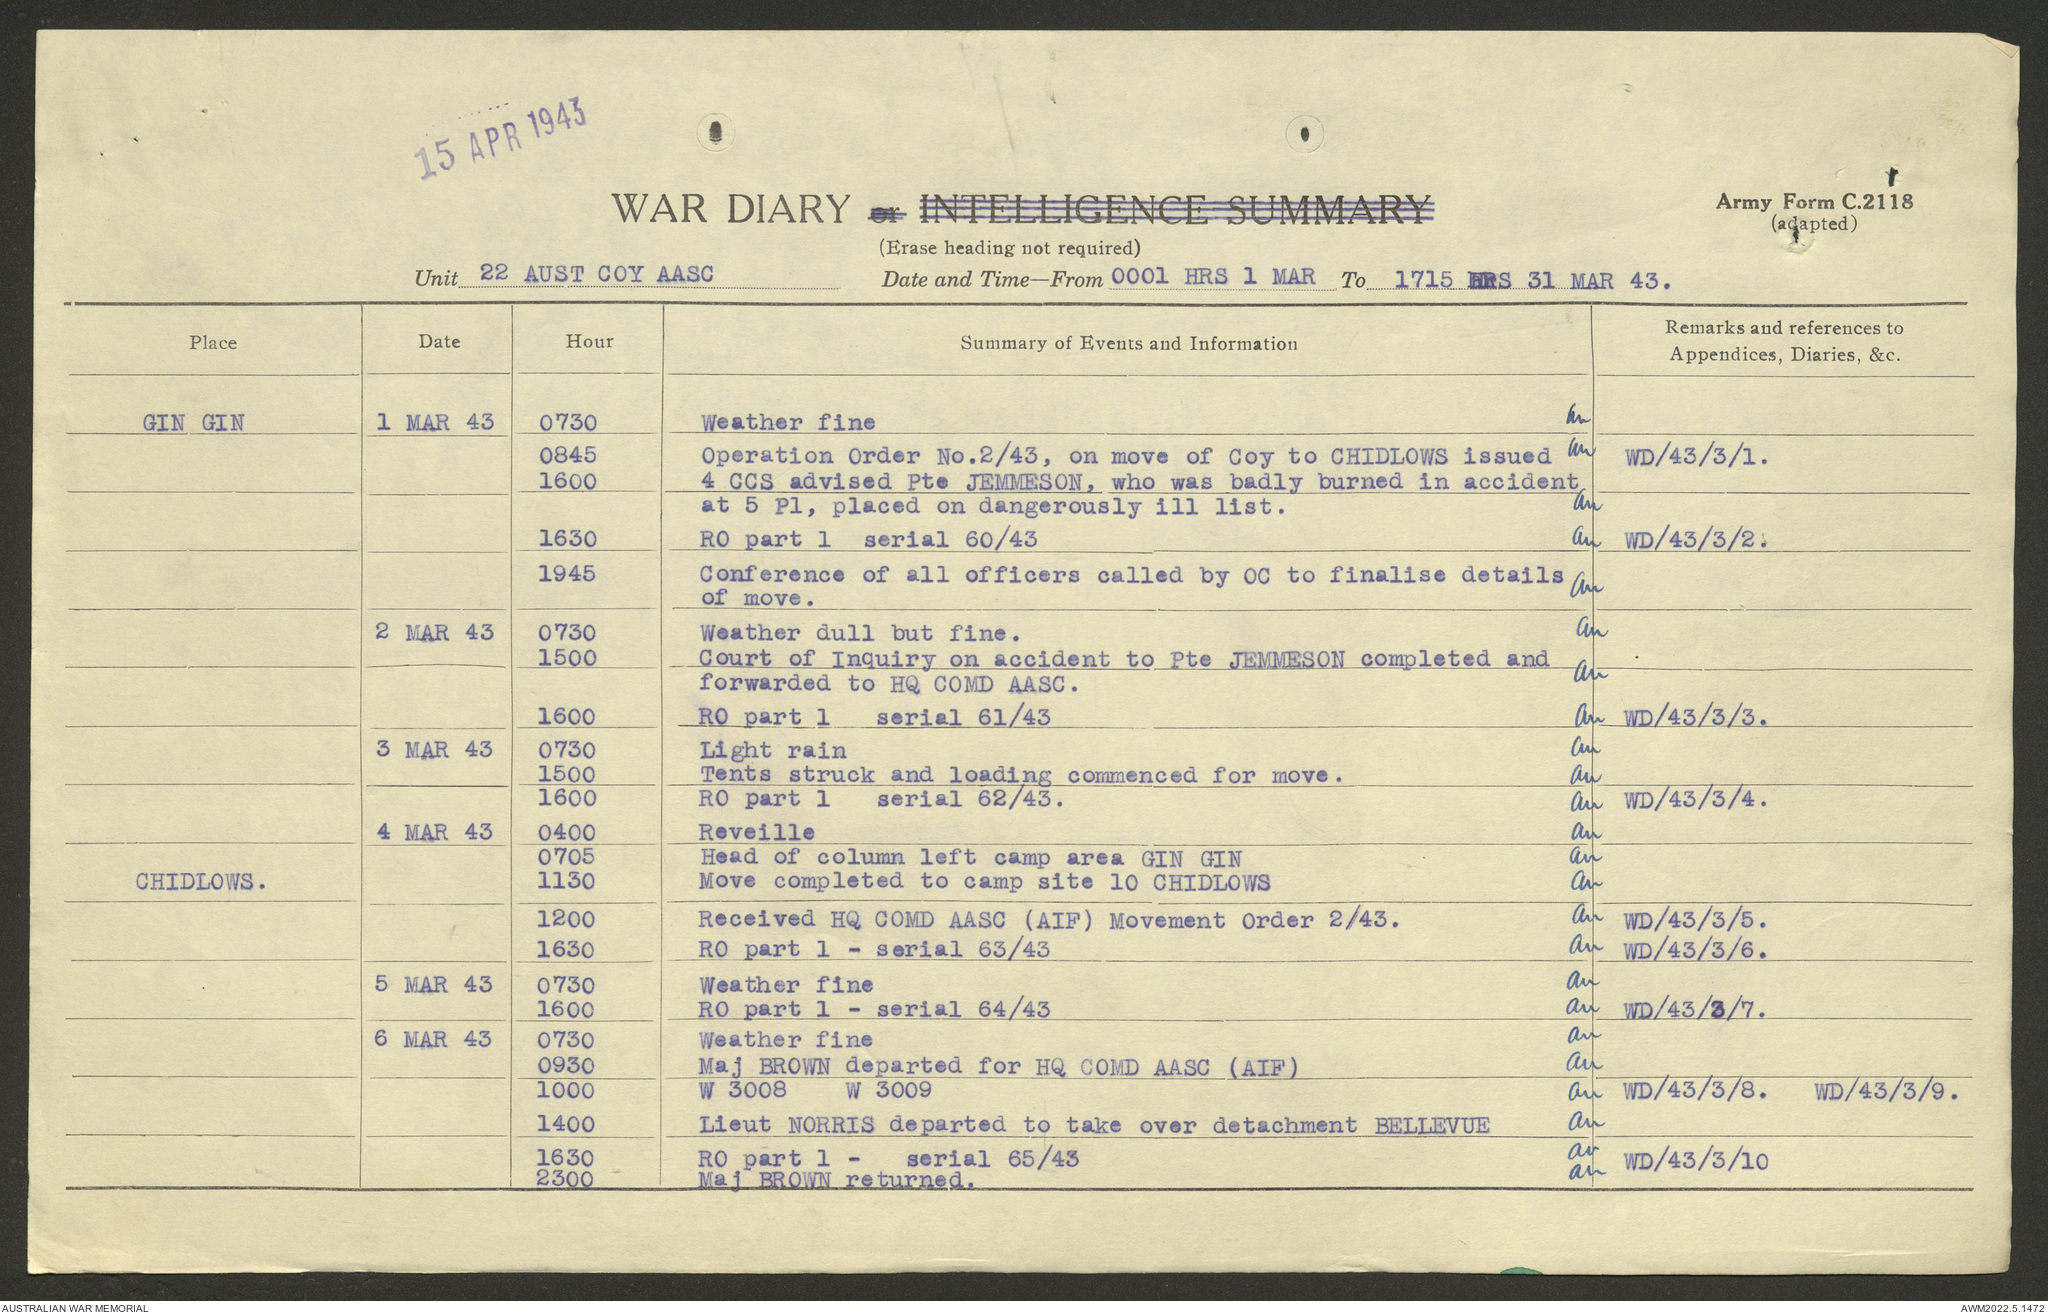 15 APR 1943
WAR DIARY or INTELLIGENCE SUMMARY
Army Form C.2118
(adapted)
(Erase heading not required)
Unit 22 AUST COY AASC Date and Time—From 0001 HRS 1 MAR To 1715 HRS 31 MAR 43.
Place Date Hour Summary of Events and Information Remarks and references to
Appendices, Diaries, &c.
GIN GIN 1 MAR 43 0730 Weather fine
0845 Operation Order No.2/43, on move of Coy to CHIDLOWS issued WD/43/3/1.
1600 4 CCS advised Pte JEMMESON, who was badly burned in accident
at 5 Pl, placed on dangerously ill list.
1630 RO part 1 serial 60/43 WD/43/3/2.
1945 Conference of all officers called by OC to finalise details
of move.
2 MAR 43 0730 Weather dull but fine.
1500 Court of Inquiry on accident to Pte JEMMESON completed and
forwarded to HQ COMD AASC.
1600 RO part 1 serial 61/43 WD/43/3/3.
3 MAR 43 0730 Light rain
1500 Tents struck and loading commenced for move.
1600 RO part 1 serial 62/43. WD/43/3/4.
4 MAR 43 0400 Reveille
0705 Head of column left camp area GIN GIN
CHIDLOWS. 1130 Move completed to camp site 10 CHIDLOWS
1200 Received HQ COMD AASC (AIF) Movement Order 2/43. WD/43/3/5.
1630 RO part 1 - serial 63/43 WD/43/3/6.
5 MAR 43 0730 Weather fine
1600 RO part 1 - serial 64/43 WD/43/3/7.
6 MAR 43 0730 Weather fine
0930 Maj BROWN departed for HQ COMD AASC (AIF)
1000 W 3008 W 3009 WD/43/3/8. WD/43/3/9.
1400 Lieut NORRIS departed to take over detachment BELLEVUE
1630 RO part 1 - serial 65/43 WD/43/3/10
2300 Maj BROWN returned.
AUSTRALIAN WAR MEMORIAL AWM2022.5.1472